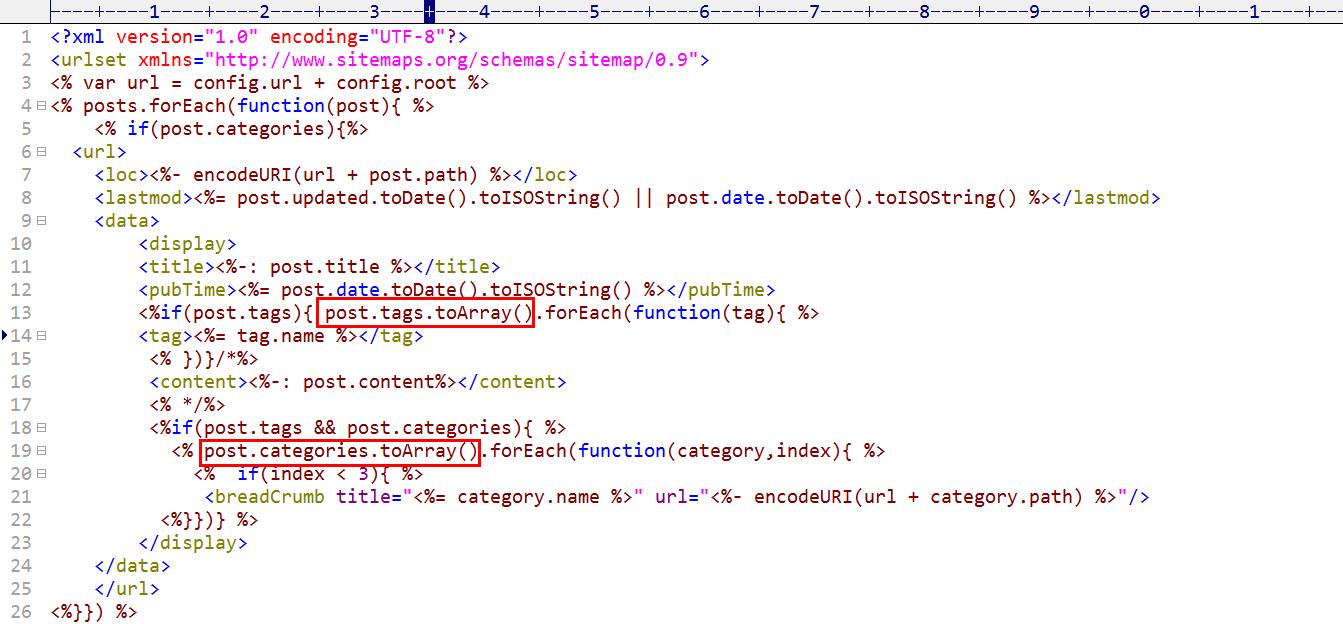 ----+----1----+----2----+----3----+----4----+----5----+----6----+----7----+----8----+----9----+----0----+----1----+--
1 <?xml version="1.0" encoding="UTF-8"?>
2 <urlset xmlns="http://www.sitemaps.org/schemas/sitemap/0.9">
3 <% var url = config.url + config.root %>
4 <% posts.forEach(function(post){ %>
5     <% if(post.categories){%>
6   <url>
7     <loc><%- encodeURI(url + post.path) %></loc>
8     <lastmod><%= post.updated.toDate().toISOString() || post.date.toDate().toISOString() %></lastmod>
9     <data>
10         <display>
11         <title><%-: post.title %></title>
12         <pubTime><%= post.date.toDate().toISOString() %></pubTime>
13         <%if(post.tags){ post.tags.toArray().forEach(function(tag){ %>
14         <tag><%= tag.name %></tag>
15          <% })}/*%>
16          <content><%-: post.content%></content>
17          <% */%>
18          <%if(post.tags && post.categories){ %>
19            <% post.categories.toArray().forEach(function(category,index){ %>
20              <%  if(index < 3){ %>
21               <breadCrumb title="<%= category.name %>" url="<%- encodeURI(url + category.path) %>"/>
22           <%}})} %>
23         </display>
24     </data>
25     </url>
26 <%}}) %>